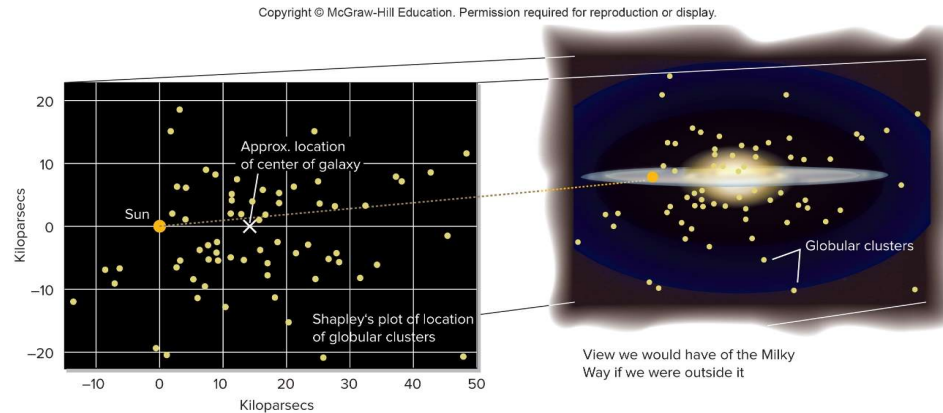 Copyright © McGraw-Hill Education. Permission required for reproduction or display.
20
10
0
−10
−20
Kiloparsecs
Approx. location
of center of galaxy
Sun
Shapley's plot of location
of globular clusters
−10 0 10 20 30 40 50
Kiloparsecs
Globular clusters
View we would have of the Milky
Way if we were outside it